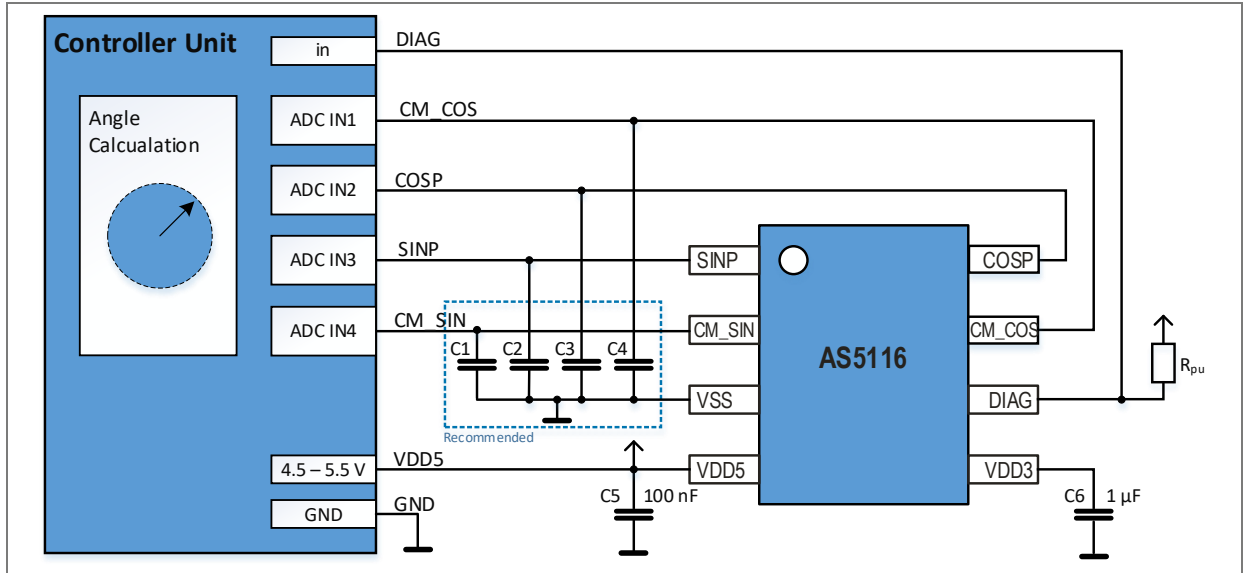 Controller Unit
in
DIAG
Angle
Calcualation
ADC IN1
CM_COS
ADC IN2
COSP
ADC IN3
SINP
SINP
COSP
ADC IN4
CM_SIN
CM_SIN
CM_COS
C1
C2
C3
C4
AS5116
Rpu
VSS
DIAG
Recommended
4.5 – 5.5 V
VDD5
VDD5
VDD3
C5 100 nF
C6 1 µF
GND
GND